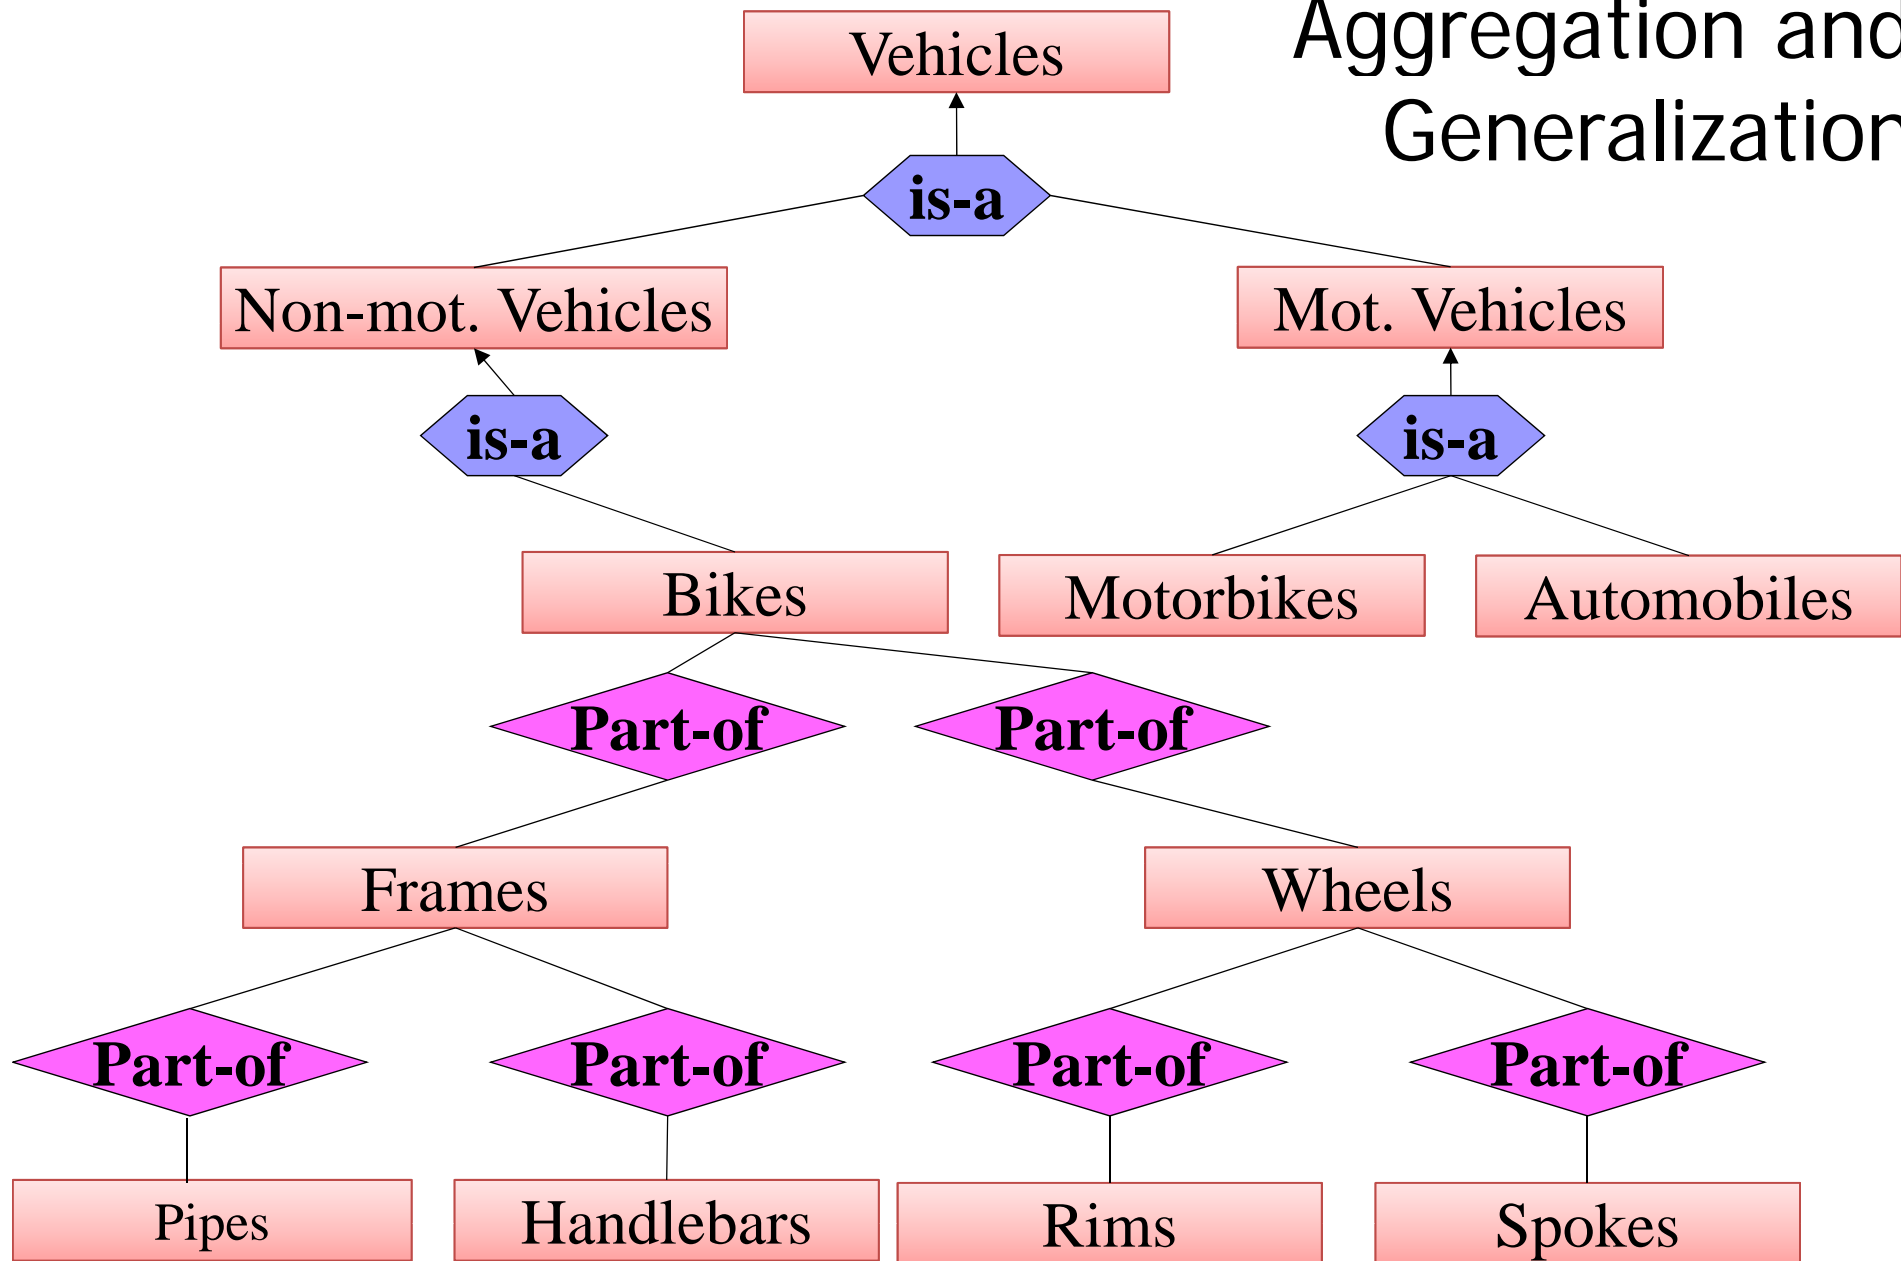 Aggregation and
Generalization
Vehicles
is-a
Non-mot. Vehicles
Mot. Vehicles
is-a
is-a
Bikes
Motorbikes
Automobiles
Part-of
Part-of
Frames
Wheels
Part-of
Part-of
Part-of
Part-of
Pipes
Handlebars
Rims
Spokes